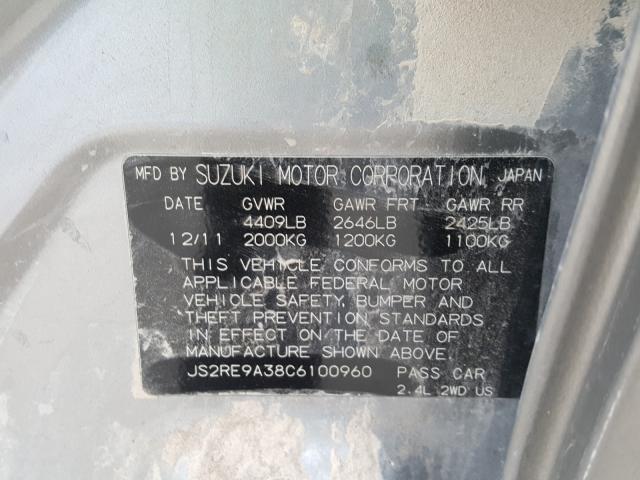 MFD BY SUZUKI MOTOR CORPORATION, JAPAN
DATE GVWR GAWR FRT GAWR RR
4409LB 2646LB 2425LB
12/11 2000KG 1200KG 1100KG
THIS VEHICLE CONFORMS TO ALL
APPLICABLE FEDERAL MOTOR
VEHICLE SAFETY, BUMPER AND
THEFT PREVENTION STANDARDS
IN EFFECT ON THE DATE OF
MANUFACTURE SHOWN ABOVE.
JS2RE9A38C6100960 PASS CAR
2.4L 2WD US